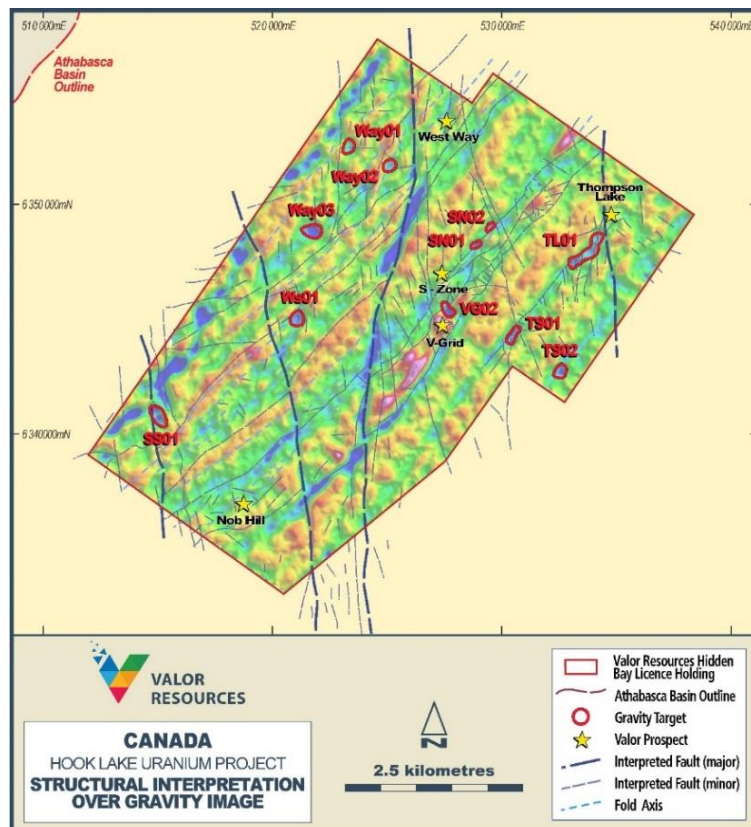 510 000mE
520 000mE
530 000mE
540 000mE
Athabasca
Basin
Outline
Way01
West Way
Way02
6 350 000mN
Thompson
Lake
Way03
SN02
SN01
TL01
S - Zone
Ws01
VG02
V-Grid
TS01
TS02
SS01
6 340 000mN
Nob Hill
VALOR
RESOURCES
CANADA
HOOK LAKE URANIUM PROJECT
STRUCTURAL INTERPRETATION
OVER GRAVITY IMAGE
N
2.5 kilometres
Valor Resources Hidden
Bay Licence Holding
Athabasca Basin Outline
Gravity Target
Valor Prospect
Interpreted Fault (major)
Interpreted Fault (minor)
Fold Axis